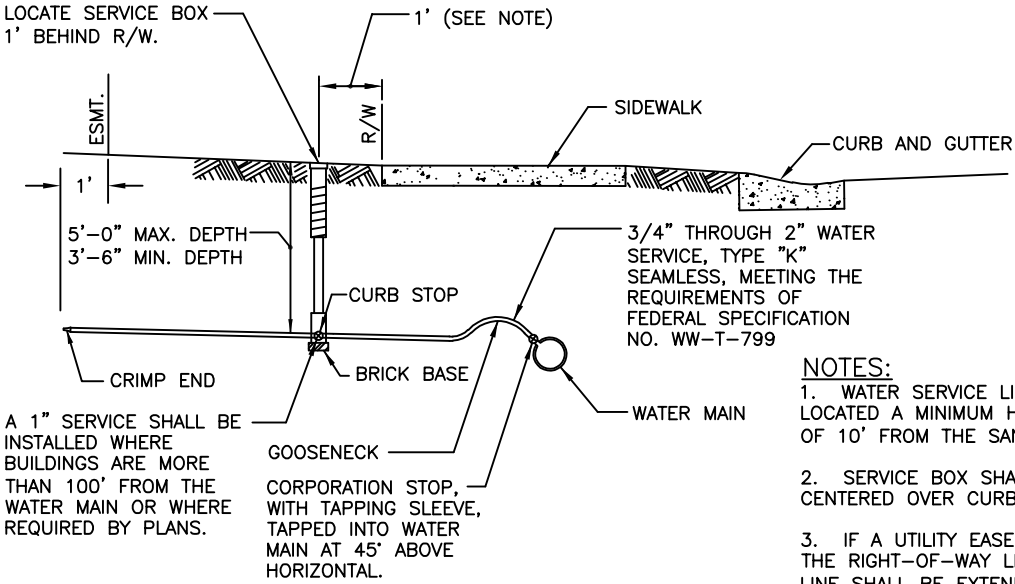 LOCATE SERVICE BOX
1' BEHIND R/W.
1' (SEE NOTE)
ESMT.
R/W
SIDEWALK
CURB AND GUTTER
1'
5'-0" MAX. DEPTH
3'-6" MIN. DEPTH
3/4" THROUGH 2" WATER
SERVICE, TYPE "K"
SEAMLESS, MEETING THE
REQUIREMENTS OF
FEDERAL SPECIFICATION
NO. WW-T-799
CURB STOP
CRIMP END
BRICK BASE
WATER MAIN
A 1" SERVICE SHALL BE
INSTALLED WHERE
BUILDINGS ARE MORE
THAN 100' FROM THE
WATER MAIN OR WHERE
REQUIRED BY PLANS.
GOOSENECK
CORPORATION STOP,
WITH TAPPING SLEEVE,
TAPPED INTO WATER
MAIN AT 45° ABOVE
HORIZONTAL.
NOTES:
1. WATER SERVICE LI
LOCATED A MINIMUM H
OF 10' FROM THE SAN
2. SERVICE BOX SHA
CENTERED OVER CURB
3. IF A UTILITY EASE
THE RIGHT-OF-WAY LI